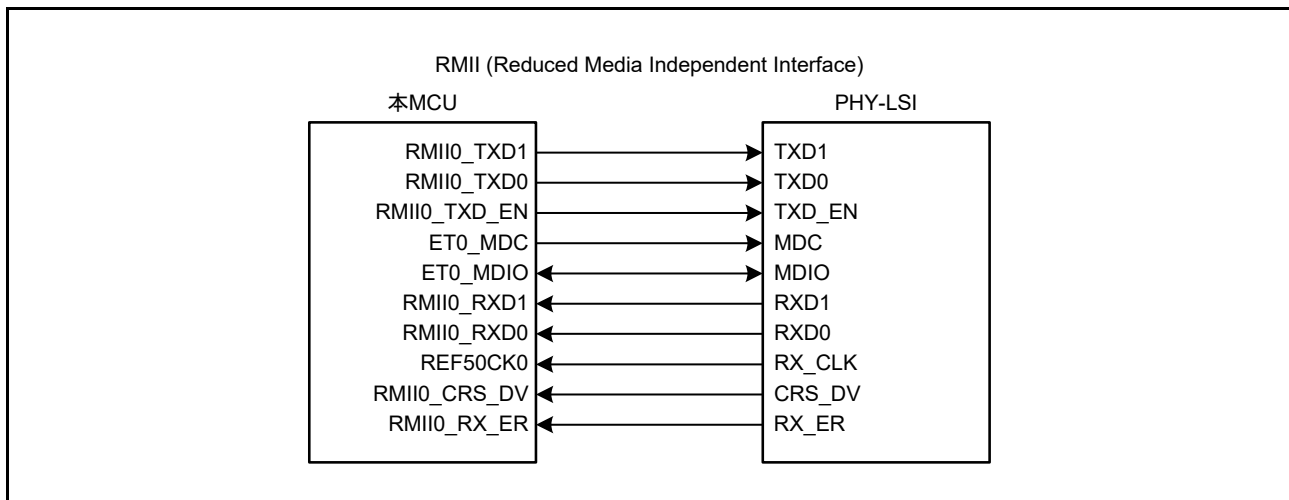 RMII (Reduced Media Independent Interface)
本MCU PHY-LSI
RMII0_TXD1 TXD1
RMII0_TXD0 TXD0
RMII0_TXD_EN TXD_EN
ET0_MDC MDC
ET0_MDIO MDIO
RMII0_RXD1 RXD1
RMII0_RXD0 RXD0
REF50CK0 RX_CLK
RMII0_CRS_DV CRS_DV
RMII0_RX_ER RX_ER